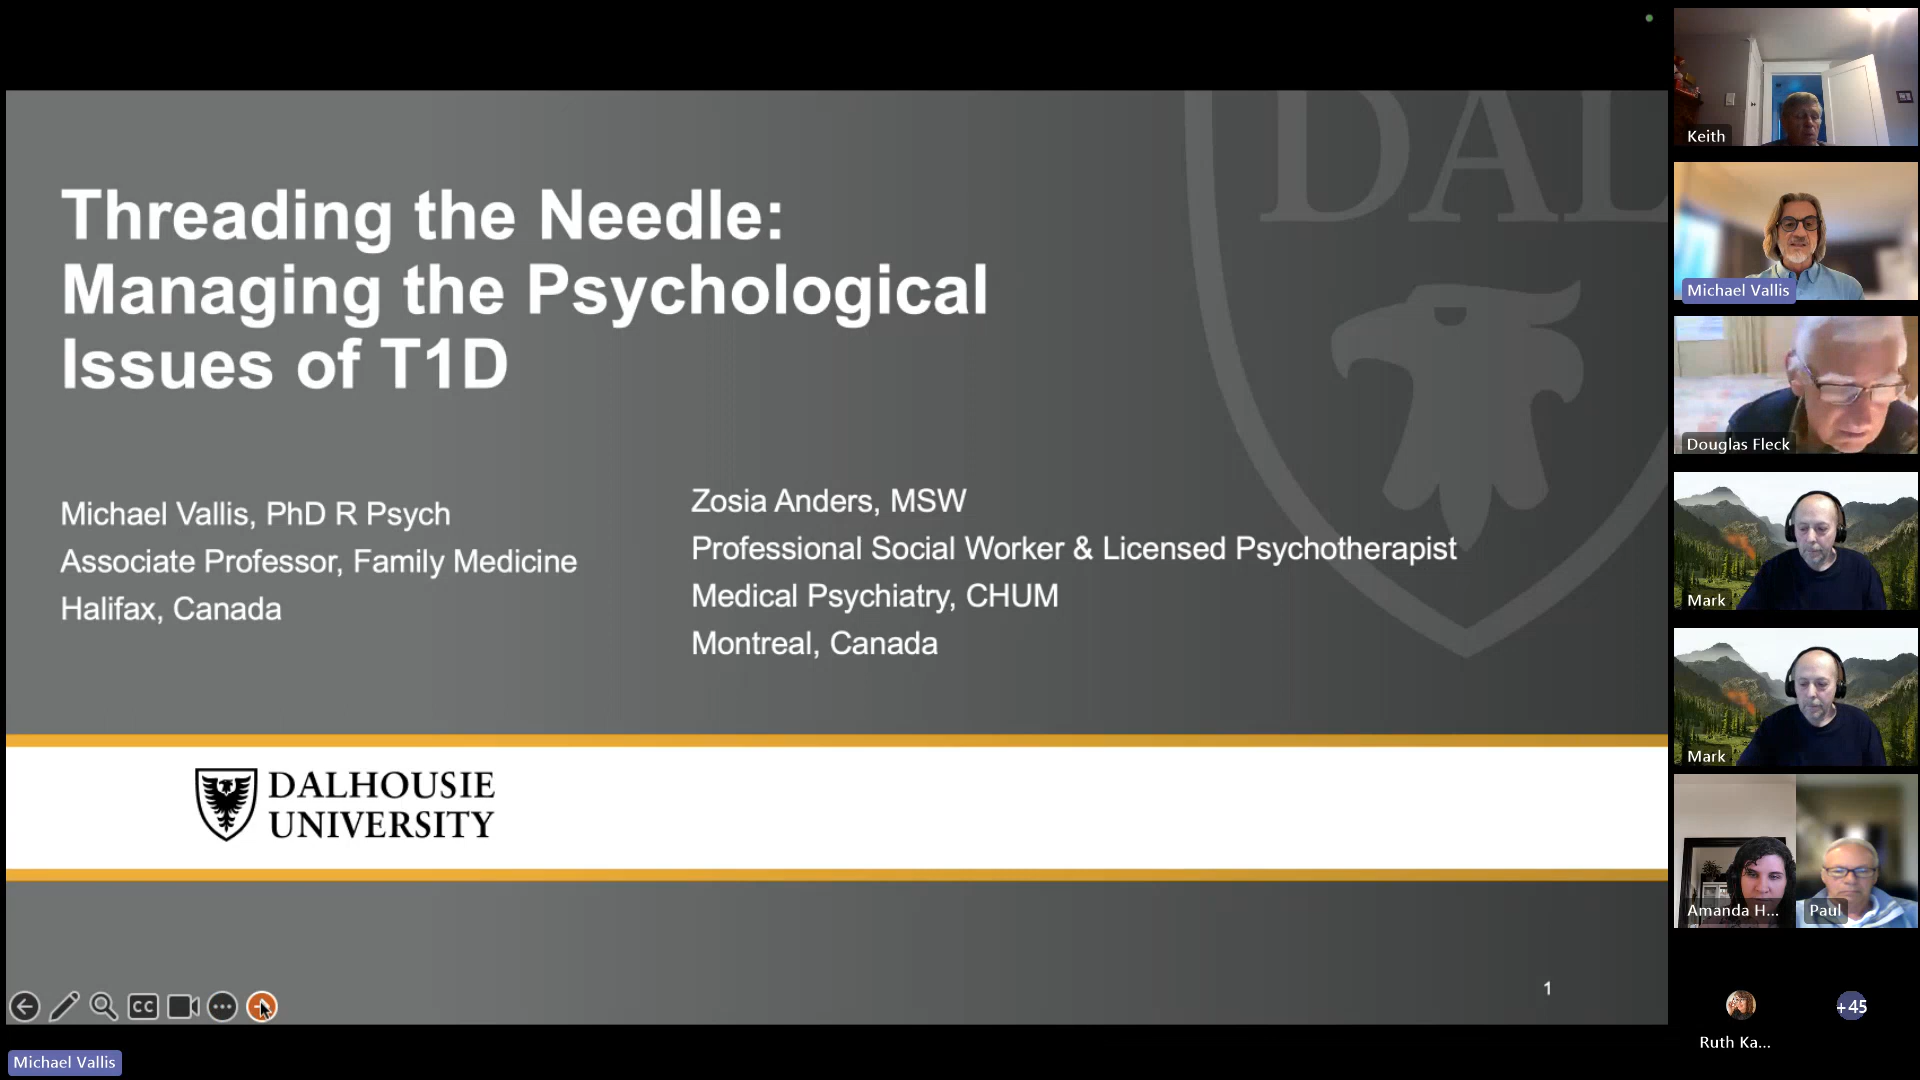 Threading the Needle:
Managing the Psychological
Issues of T1D
Michael Vallis, PhD R Psych
Associate Professor, Family Medicine
Halifax, Canada
Zosia Anders, MSW
Professional Social Worker & Licensed Psychotherapist
Medical Psychiatry, CHUM
Montreal, Canada
DAL
DALHOUSIE
UNIVERSITY
1
CC
Michael Vallis
Keith
Michael Vallis
Douglas Fleck
Mark
Mark
Amanda H...
Paul
Ruth Ka...
+45